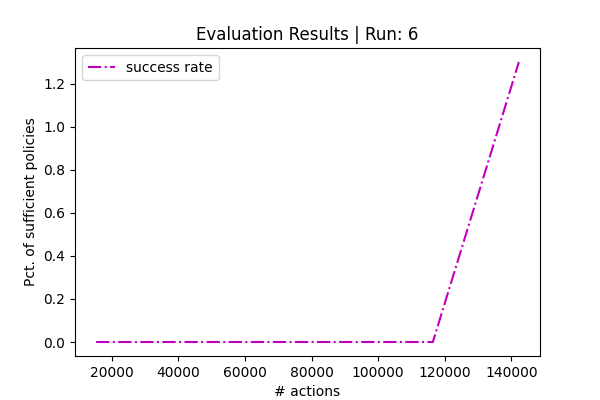 Evaluation Results | Run: 6
success rate
Pct. of sufficient policies
1.2
1.0
0.8
0.6
0.4
0.2
0.0
20000 40000 60000 80000 100000 120000 140000
# actions